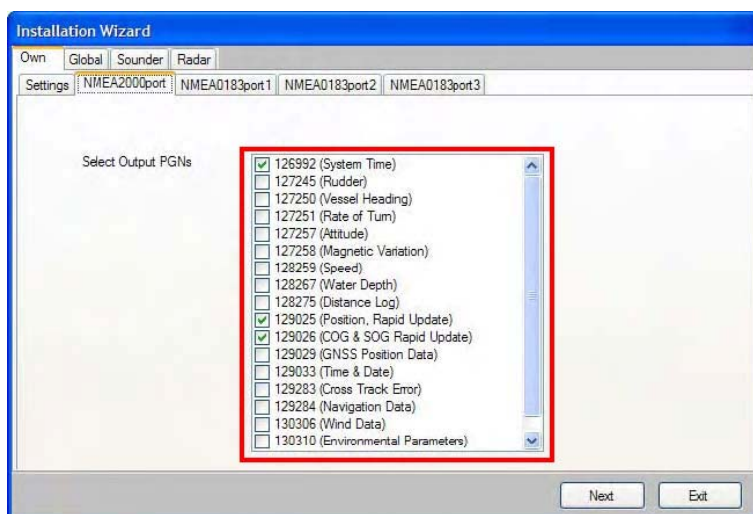 Installation Wizard
Own Global Sounder Radar
Settings NMEA2000port NMEA0183port1 NMEA0183port2 NMEA0183port3
Select Output PGNs
126992 (System Time)
127245 (Rudder)
127250 (Vessel Heading)
127251 (Rate of Turn)
127257 (Attitude)
127258 (Magnetic Variation)
128259 (Speed)
128267 (Water Depth)
128275 (Distance Log)
129025 (Position, Rapid Update)
129026 (COG & SOG Rapid Update)
129029 (GNSS Position Data)
129033 (Time & Date)
129283 (Cross Track Error)
129284 (Navigation Data)
130306 (Wind Data)
130310 (Environmental Parameters)
Next Exit